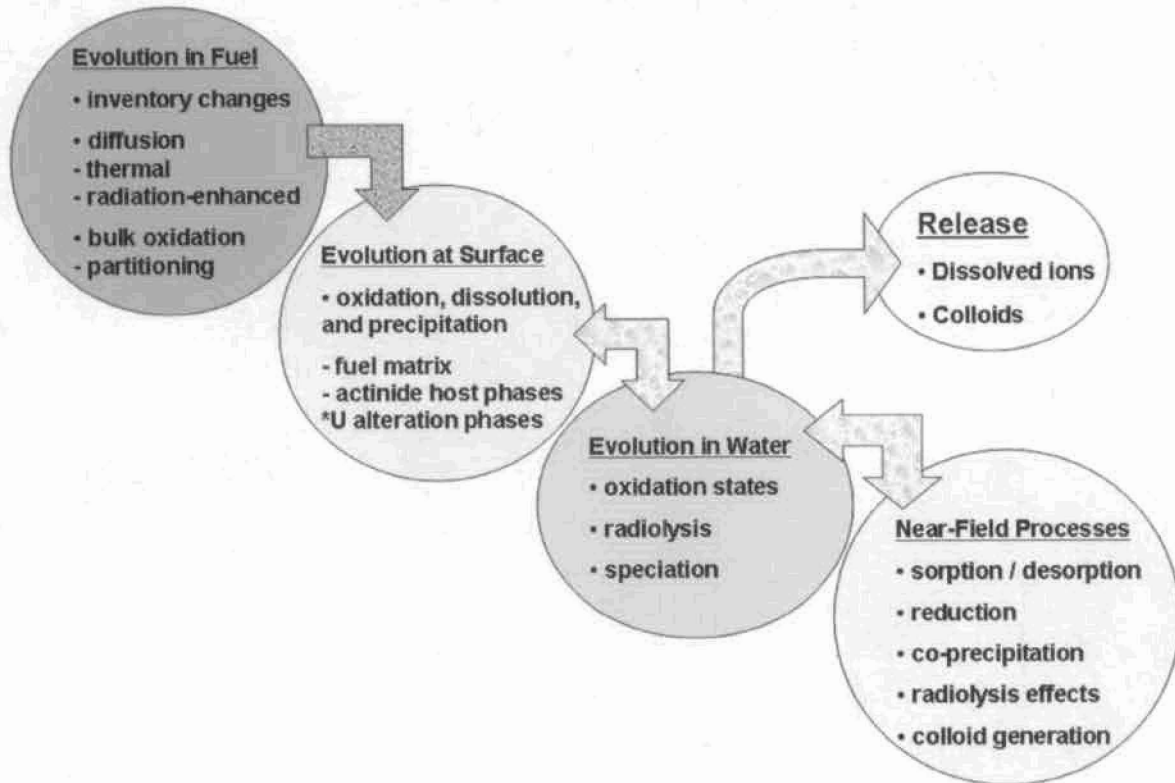 Evolution in Fuel
• inventory changes
• diffusion
- thermal
- radiation-enhanced
• bulk oxidation
- partitioning
Evolution at Surface
• oxidation, dissolution,
and precipitation
- fuel matrix
- actinide host phases
*U alteration phases
Evolution in Water
• oxidation states
• radiolysis
• speciation
Release
• Dissolved ions
• Colloids
Near-Field Processes
• sorption / desorption
• reduction
• co-precipitation
• radiolysis effects
• colloid generation